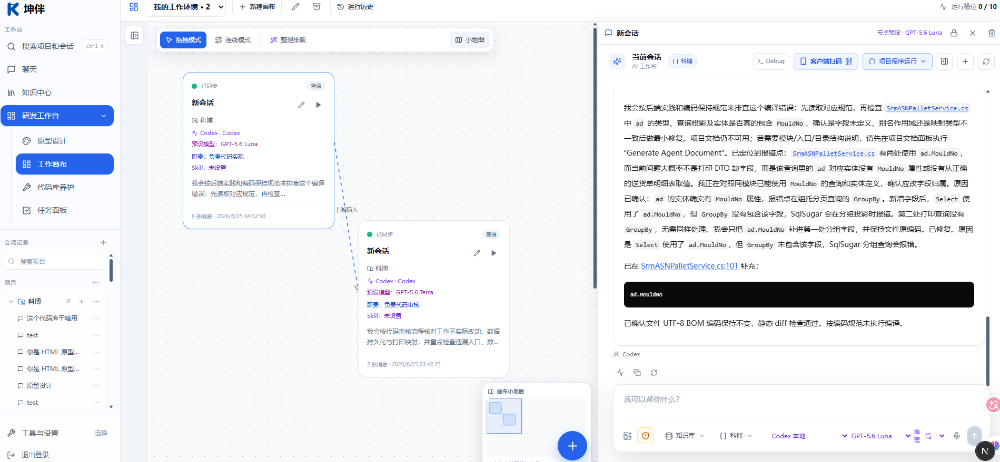 坤伴
工作台
搜索项目和会话 Ctrl K
聊天
知识中心
研发工作台
原型设计
工作画布
代码库养护
任务面板
会话记录
搜索项目
项目
科博 8
这个代码库干啥用
test
你是 HTML 原型...
你是 HTML 原型...
原型设计
test
工具与设置 选择
退出登录
我的工作环境 • 2 新建画布 运行历史 运行槽位 0 / 10
拖拽模式 连线模式 整理排版 小地图
已同步 普通
新会话
科博
Codex · Codex
预设模型：GPT-5.6 Luna
职责：负责代码实现
Skill：未设置
我会按后端实践和编码保持规范来排查这个编译
错误：先读取对应规范，再检查...
6 条消息 · 2026/8/25 04:32:50
上游输入
已同步 普通
新会话
科博
Codex · Codex
预设模型：GPT-5.6 Terra
职责：负责代码审核
Skill：未设置
我会按代码审核流程核对工作区实际改动、数据
持久化与打印映射，并重点检查遗漏入口、数...
2 条消息 · 2026/8/25 03:42:25
画布小地图
新会话 节点预设 · GPT-5.6 Luna
当前会话 {} 科博 Debug 客户端扫码 项目程序运行
AI 工作台
我会按后端实践和编码保持规范来排查这个编译错误：先读取对应规范，再检查 SrmASNPalletService.cs
中 ad 的类型、查询投影及实体是否真的包含 MouldNo，确认是字段未定义、别名作用域还是映射类型不
一致后做最小修复。项目文档仍不可用；若需要模块/入口/目录结构说明，请先在项目文档面板执行
“Generate Agent Document”。已定位到报错点：SrmASNPalletService.cs 有两处使用 ad.MouldNo，
而当前问题大概率不是打印 DTO 缺字段，而是该查询里的 ad 对应实体没有 MouldNo 属性或没有从正确
的送货单明细表取值。我正在对照同模块已能使用 MouldNo 的查询和实体定义，确认应改字段归属。原因
已确认：ad 的实体确实有 MouldNo 属性，报错点在组托分页查询的 GroupBy。新增字段后，Select 使
用了 ad.MouldNo，但 GroupBy 没有包含该字段，SqlSugar 会在分组投影时报错。第二处打印查询没有
GroupBy，无需同样处理。我会只把 ad.MouldNo 补进第一处分组字段，并保持文件原编码。已修复。原因
是 Select 使用了 ad.MouldNo，但 GroupBy 未包含该字段，SqlSugar 分组查询会报错。
已在 SrmASNPalletService.cs:101 补充：
ad.MouldNo
已确认文件 UTF-8 BOM 编码保持不变，静态 diff 检查通过。按编码规范未执行编译。
Codex
我可以帮你什么？
知识库 {} 科博 Codex 本地 GPT-5.6 Luna 推理 高
N